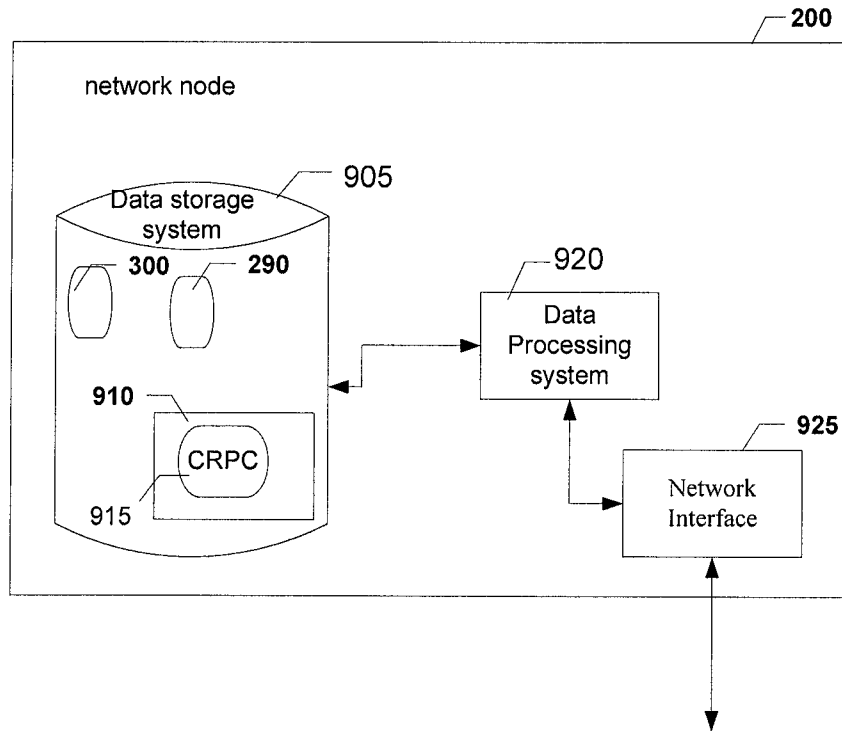 200
network node
905
Data storage
system
300
290
920
Data
Processing
system
910
CRPC
915
925
Network
Interface